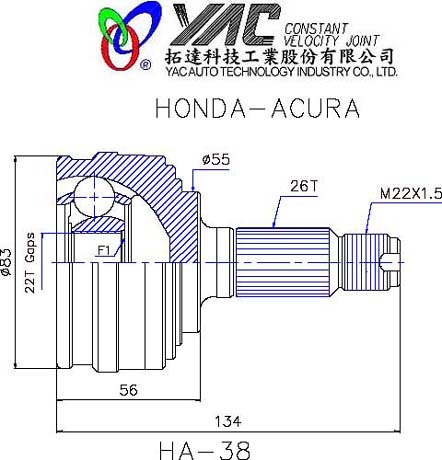 YAC CONSTANT
VELOCITY JOINT
拓達科技工業股份有限公司
YAC AUTO TECHNOLOGY INDUSTRY CO., LTD.
HONDA-ACURA
ø55
26T
M22X1.5
ø83
22T Gaps
F1
56
134
HA-38